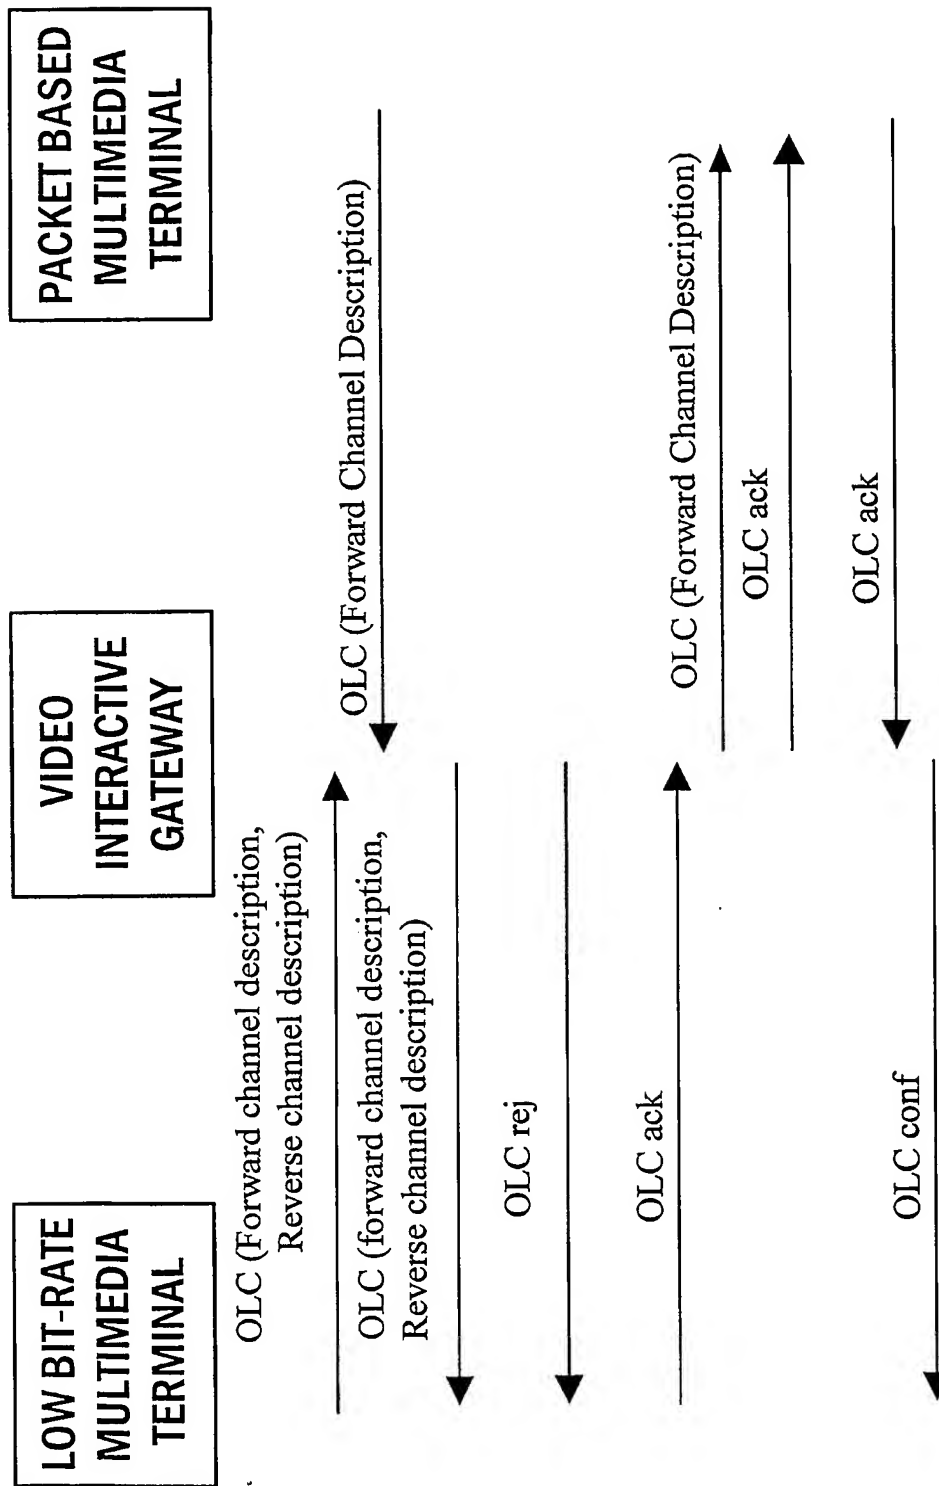 LOW BIT-RATE
MULTIMEDIA
TERMINAL
VIDEO
INTERACTIVE
GATEWAY
PACKET BASED
MULTIMEDIA
TERMINAL
OLC (Forward channel description,
Reverse channel description)
OLC (Forward Channel Description)
OLC (forward channel description,
Reverse channel description)
OLC rej
OLC ack
OLC (Forward Channel Description)
OLC ack
OLC ack
OLC conf